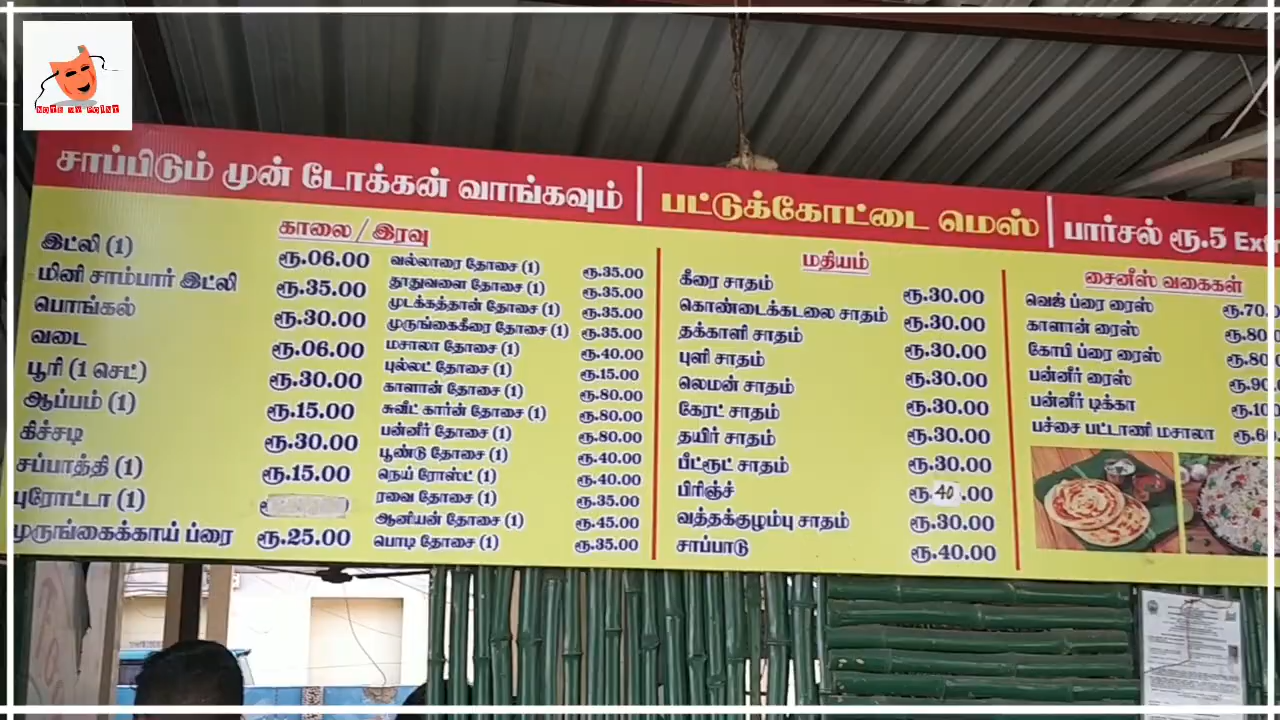 NOTE MY POINT
சாப்பிடும் முன் டோக்கன் வாங்கவும் | பட்டுக்கோட்டை மெஸ் | பார்சல் ரூ.5
காலை / இரவு
இட்லி (1) ரூ.06.00
மினி சாம்பார் இட்லி ரூ.35.00
பொங்கல் ரூ.30.00
வடை ரூ.06.00
பூரி (1 செட்) ரூ.30.00
ஆப்பம் (1) ரூ.15.00
கிச்சடி ரூ.30.00
சப்பாத்தி (1) ரூ.15.00
புரோட்டா (1)
முருங்கைக்காய் ப்ரை ரூ.25.00
வல்லாரை தோசை (1) ரூ.35.00
தூதுவளை தோசை (1) ரூ.35.00
முடக்கத்தான் தோசை (1) ரூ.35.00
முருங்கைகீரை தோசை (1) ரூ.35.00
மசாலா தோசை (1) ரூ.40.00
புல்லட் தோசை (1) ரூ.15.00
காளான் தோசை (1) ரூ.80.00
சுவீட் கார்ன் தோசை (1) ரூ.80.00
பன்னீர் தோசை (1) ரூ.80.00
பூண்டு தோசை (1) ரூ.40.00
நெய் ரோஸ்ட் (1) ரூ.40.00
ரவை தோசை (1) ரூ.35.00
ஆனியன் தோசை (1) ரூ.45.00
பொடி தோசை (1) ரூ.35.00
மதியம்
கீரை சாதம் ரூ.30.00
கொண்டைக்கடலை சாதம் ரூ.30.00
தக்காளி சாதம் ரூ.30.00
புளி சாதம் ரூ.30.00
லெமன் சாதம் ரூ.30.00
கேரட் சாதம் ரூ.30.00
தயிர் சாதம் ரூ.30.00
பீட்ரூட் சாதம் ரூ.40.00
பிரிஞ்ச் ரூ.30.00
வத்தக்குழம்பு சாதம் ரூ.40.00
சாப்பாடு
சைனீஸ் வகைகள்
வெஜ் ப்ரை ரைஸ் ரூ.70.
காளான் ரைஸ் ரூ.80.
கோபி ப்ரை ரைஸ் ரூ.80
பன்னீர் ரைஸ் ரூ.90
பன்னீர் டிக்கா
பச்சை பட்டாணி மசாலா